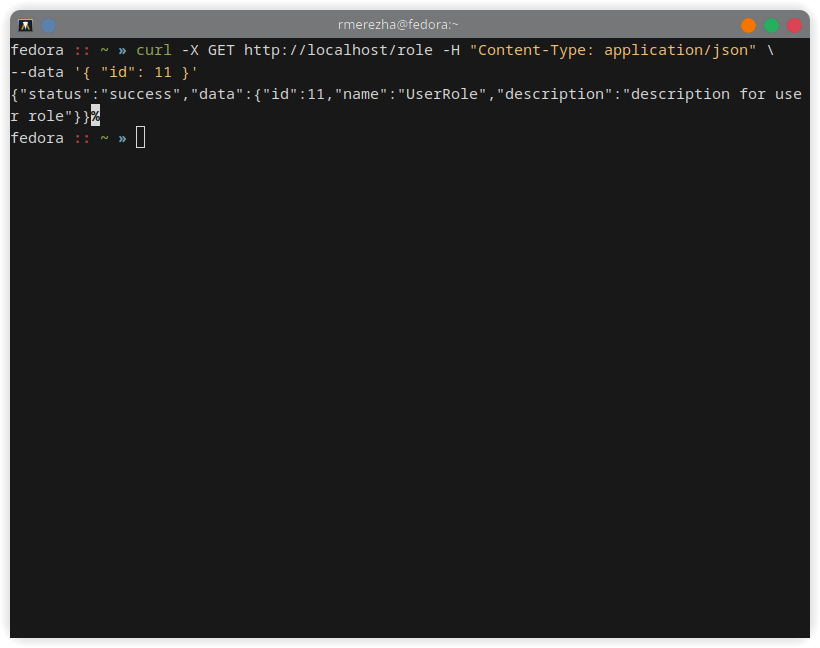 rmerezha@fedora:~
fedora :: ~ » curl -X GET http://localhost/role -H "Content-Type: application/json" \
--data '{ "id": 11 }'
{"status":"success","data":{"id":11,"name":"UserRole","description":"description for use
r role"}}%
fedora :: ~ »